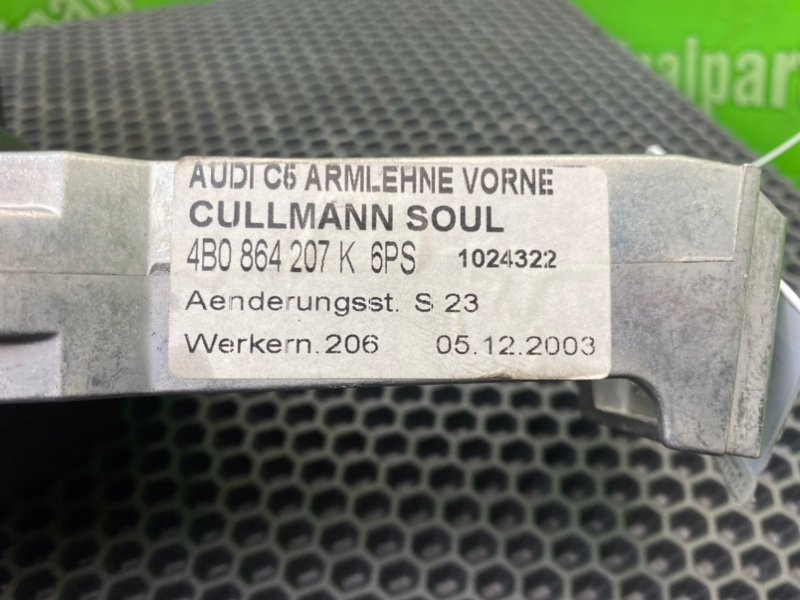 AUDI C5 ARMLEHNE VORNE
CULLMANN SOUL
4B0 864 207 K 6PS 1024322
Aenderungsst. S 23
Werkern.206 05.12.2003